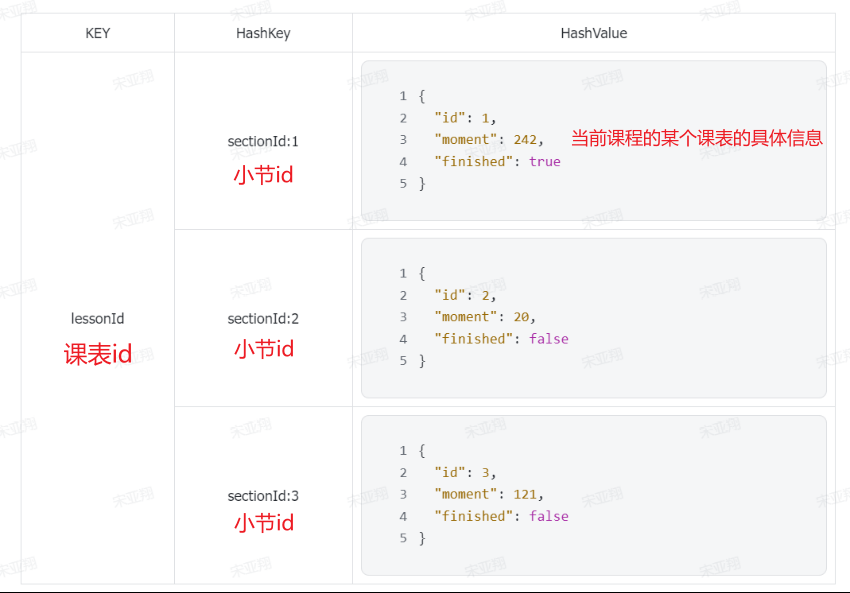 KEY HashKey HashValue
lessonId
课表id
sectionId:1
小节id
1 {
2 "id": 1,
3 "moment": 242,
4 "finished": true
5 }
当前课程的某个课表的具体信息
sectionId:2
小节id
1 {
2 "id": 2,
3 "moment": 20,
4 "finished": false
5 }
sectionId:3
小节id
1 {
2 "id": 3,
3 "moment": 121,
4 "finished": false
5 }
宋亚翔